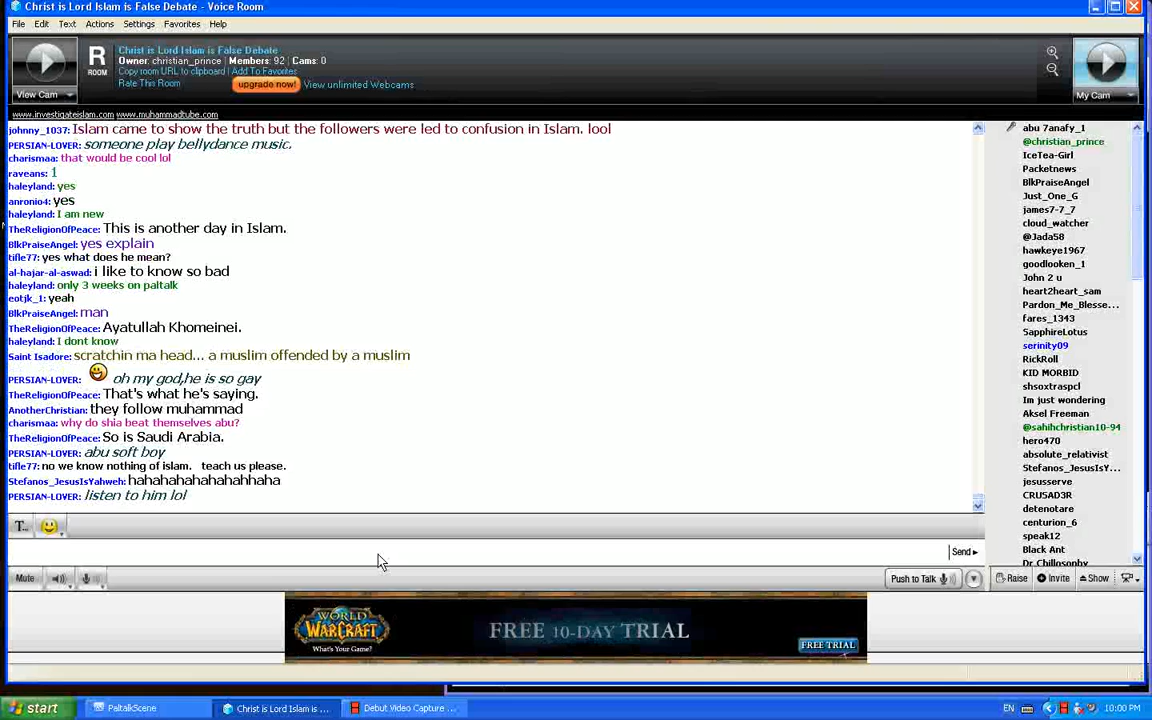 Christ is Lord Islam is False Debate - Voice Room
File Edit Text Actions Settings Favorites Help
Christ is Lord Islam is False Debate
R ROOM
Owner: christian_prince | Members: 92 | Cams: 0
Copy room URL to clipboard | Add To Favorites
Rate This Room
upgrade now! View unlimited Webcams
View Cam
My Cam
www.investigateislam.com www.muhammadtube.com
johnny_1037: Islam came to show the truth but the followers were led to confusion in Islam. lool
PERSIAN-LOVER: someone play bellydance music.
charismaa: that would be cool lol
raveans: 1
haleyland: yes
anronio4: yes
haleyland: I am new
TheReligionOfPeace: This is another day in Islam.
BlkPraiseAngel: yes explain
tifle77: yes what does he mean?
al-hajar-al-aswad: i like to know so bad
haleyland: only 3 weeks on paltalk
eotjk_1: yeah
BlkPraiseAngel: man
TheReligionOfPeace: Ayatullah Khomeinei.
haleyland: I dont know
Saint Isadore: scratchin ma head... a muslim offended by a muslim
PERSIAN-LOVER: oh my god,he is so gay
TheReligionOfPeace: That's what he's saying.
AnotherChristian: they follow muhammad
charismaa: why do shia beat themselves abu?
TheReligionOfPeace: So is Saudi Arabia.
PERSIAN-LOVER: abu soft boy
tifle77: no we know nothing of islam. teach us please.
Stefanos_JesusIsYahweh: hahahahahahahahhaha
PERSIAN-LOVER: listen to him lol
abu 7anafy_1
@christian_prince
IceTea-Girl
Packetnews
BlkPraiseAngel
Just_One_G
james7-7_7
cloud_watcher
@Jada58
hawkeye1967
goodlooken_1
John 2 u
heart2heart_sam
Pardon_Me_Blesse...
fares_1343
SapphireLotus
serinity09
RickRoll
KID MORBID
shsoxtraspcl
Im just wondering
Aksel Freeman
@sahihchristian10-94
hero470
absolute_relativist
Stefanos_JesusIsY...
jesusserve
CRUSAD3R
detenotare
centurion_6
speak12
Black Ant
Dr Chillosophy
T...
Send
Mute
Push to Talk
Raise Invite Show
WORLD WARCRAFT
What's Your Game?
FREE 10-DAY TRIAL
FREE TRIAL
start PaltalkScene Christ is Lord Islam is ... Debut Video Capture ... EN 10:00 PM